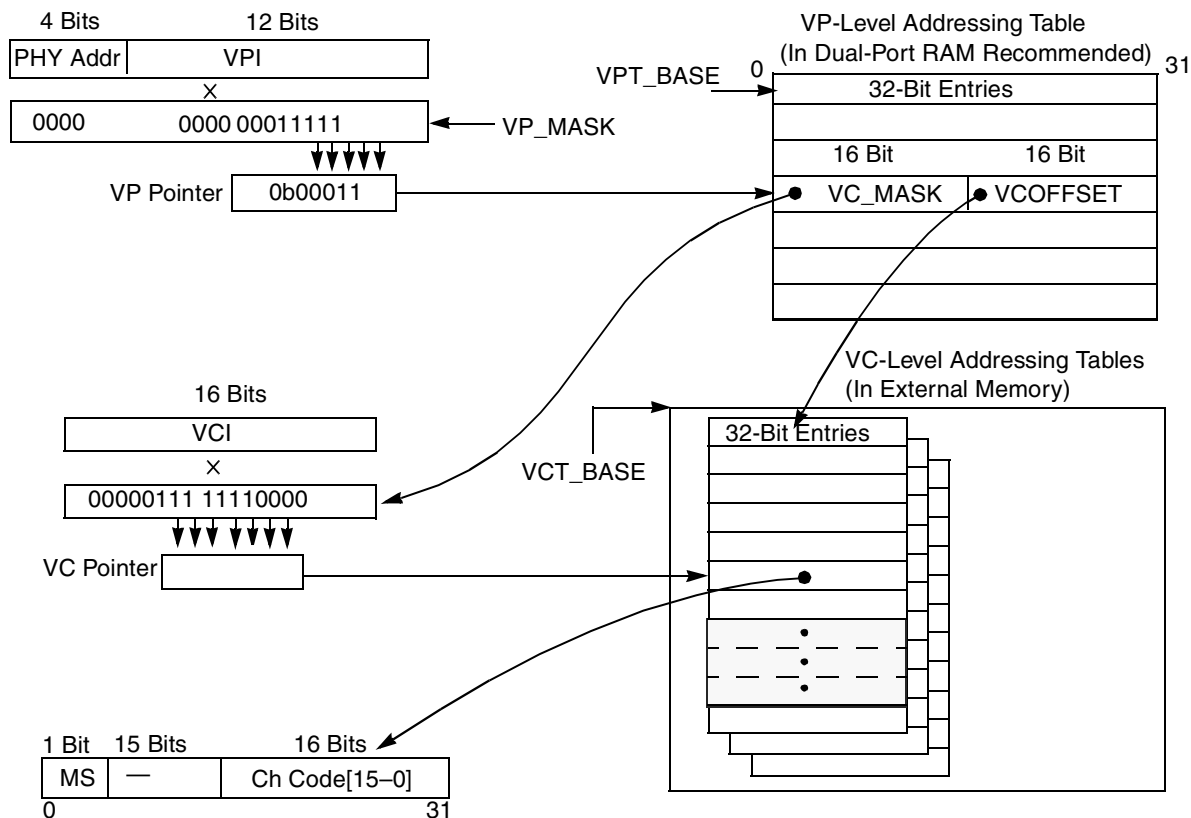 4 Bits 12 Bits
PHY Addr VPI
×
0000 0000 00011111
VP_MASK
VP Pointer 0b00011
VP-Level Addressing Table
(In Dual-Port RAM Recommended)
VPT_BASE 0 31
32-Bit Entries
16 Bit 16 Bit
VC_MASK VCOFFSET
VC-Level Addressing Tables
(In External Memory)
16 Bits
VCI
×
00000111 11110000
VC Pointer
VCT_BASE
32-Bit Entries
1 Bit 15 Bits 16 Bits
MS — Ch Code[15–0]
0 31